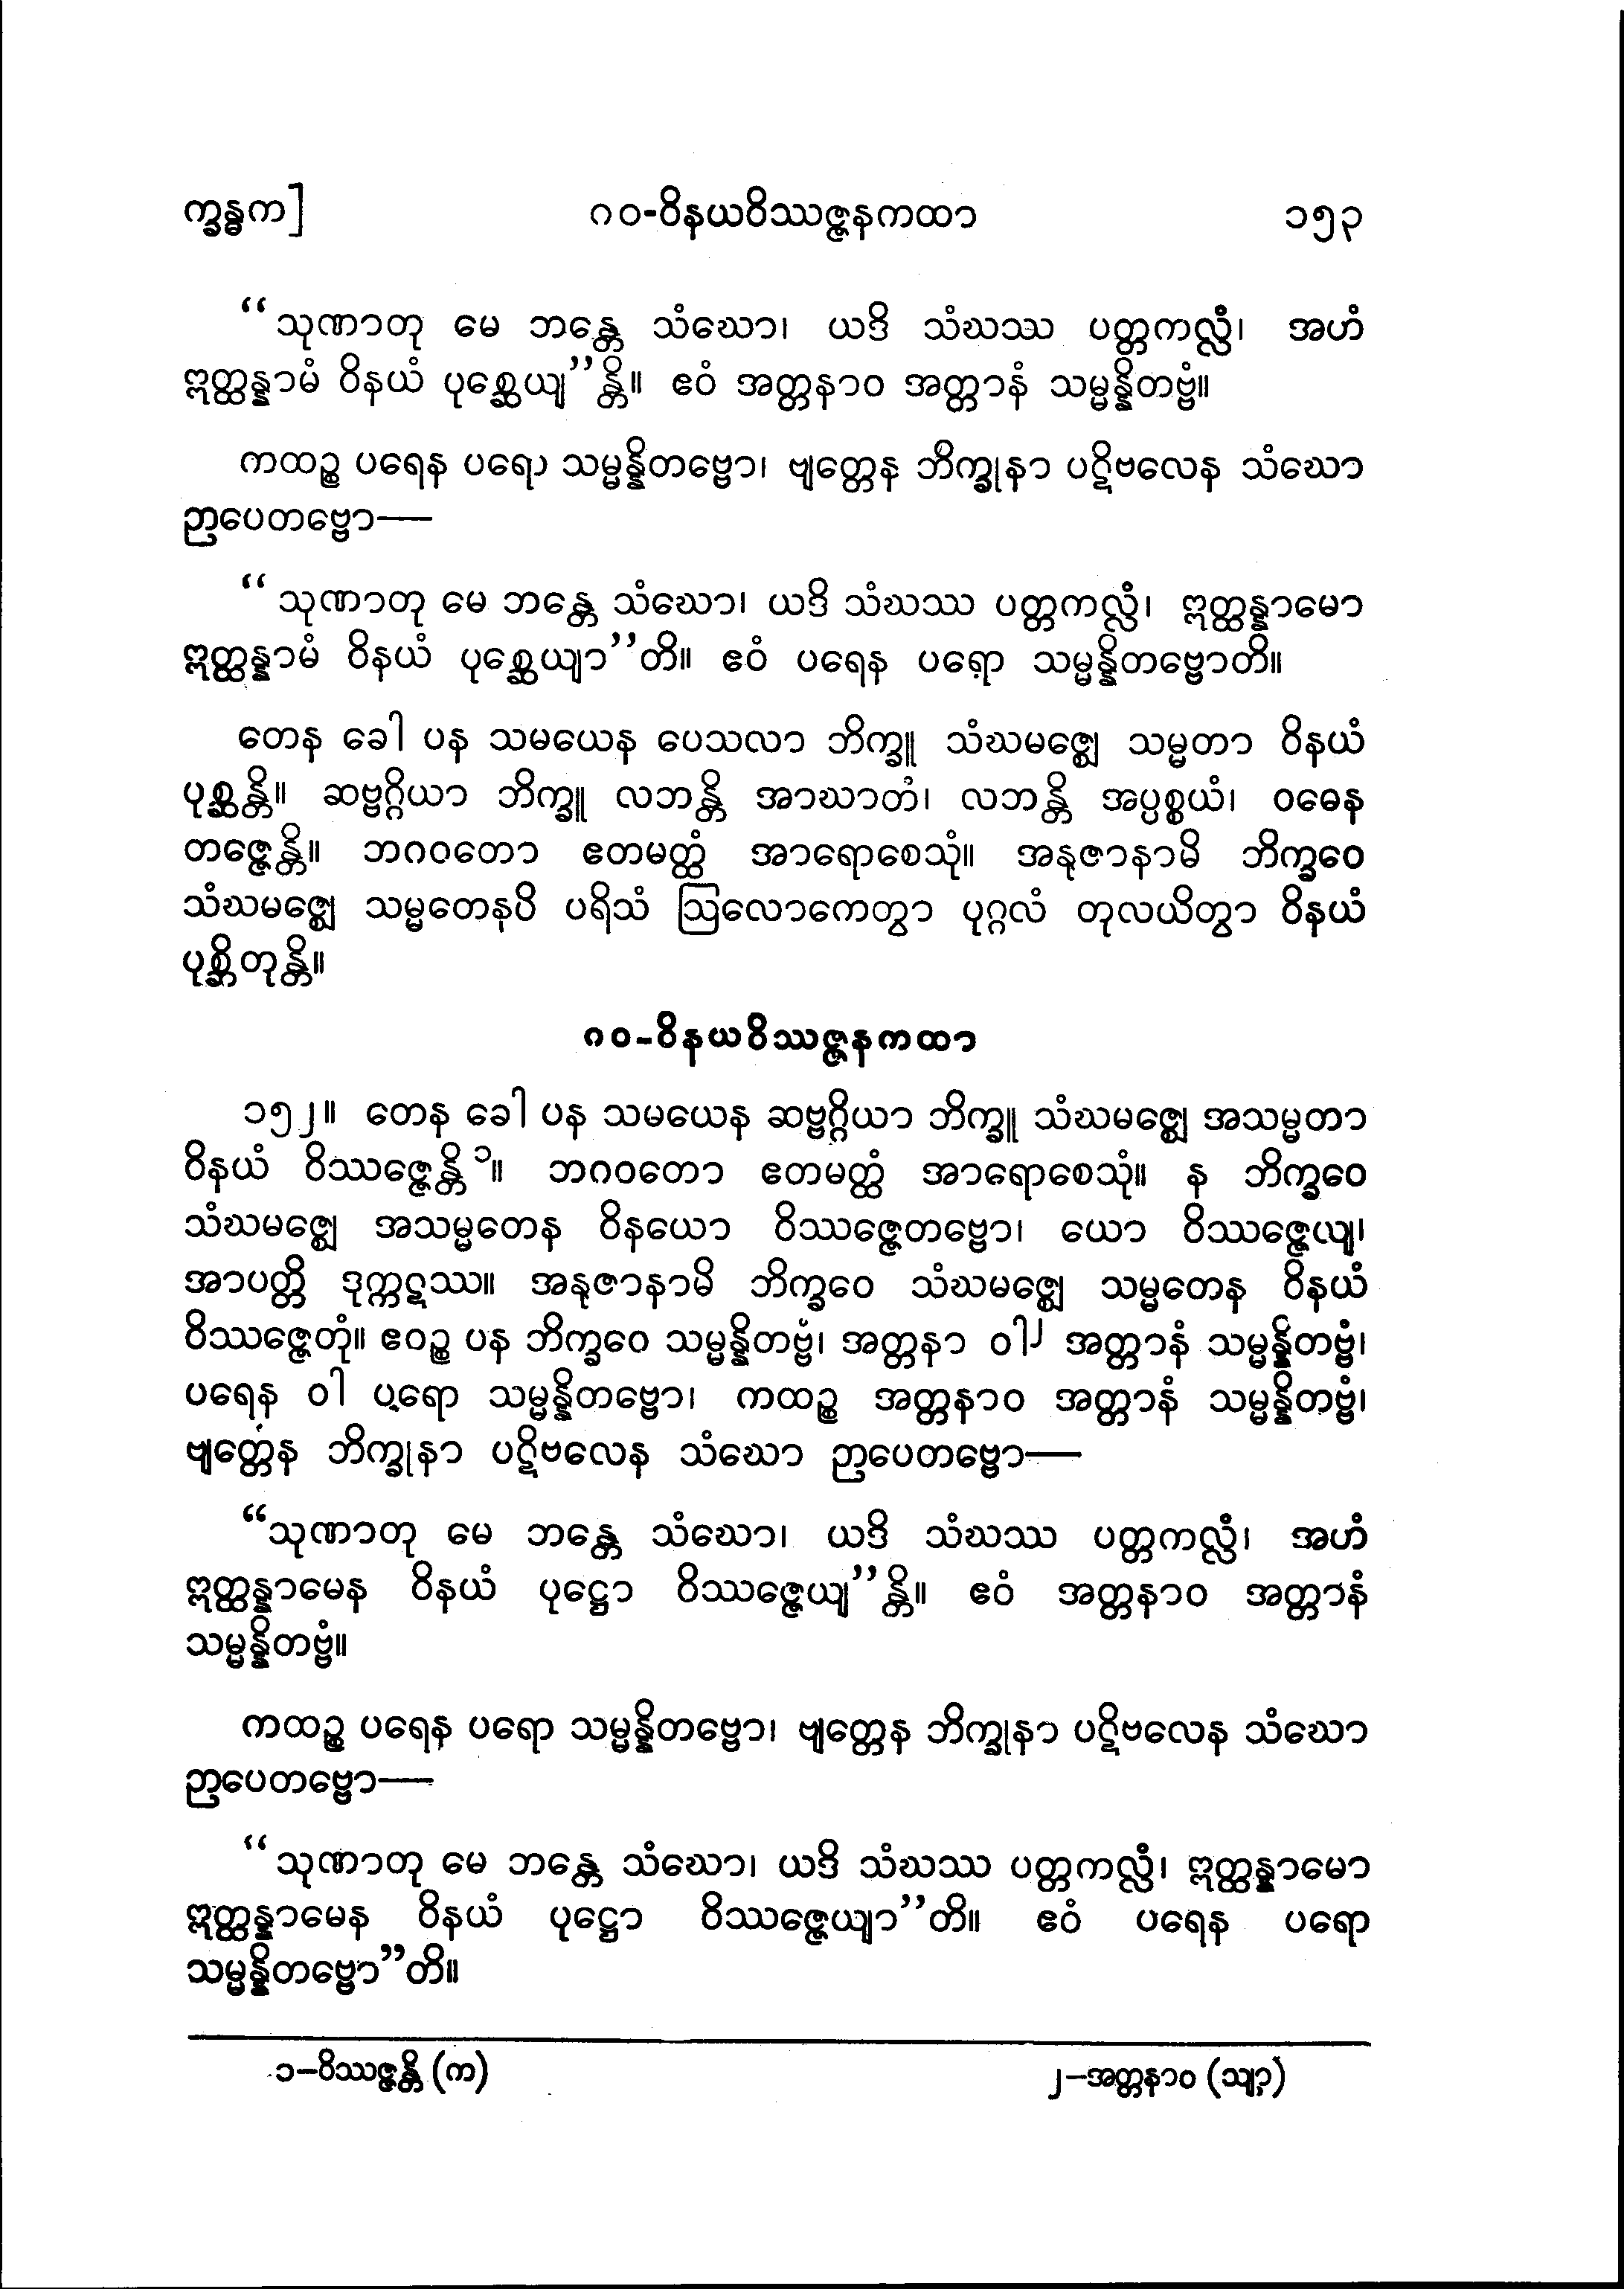 က္ခန္ဓက]
၈၀-ဝိနယဝိဿဇ္ဇနကထာ
၁၅၃
“သုဏာတု မေ ဘန္တေ သံဃော၊ ယဒိ သံဃဿ ပတ္တကလ္လံ၊ အဟံ
ဣတ္ထန္နာမံ ဝိနယံ ပုစ္ဆေယျ”န္တိ။ ဧဝံ အတ္တနာဝ အတ္တာနံ သမ္မန္နိတဗ္ဗံ။
ကထဉ္စ ပရေန ပရော သမ္မန္နိတဗ္ဗော၊ ဗျတ္တေန ဘိက္ခုနာ ပဋိဗလေန သံဃော
ဉာပေတဗ္ဗော—
“သုဏာတု မေ ဘန္တေ သံဃော၊ ယဒိ သံဃဿ ပတ္တကလ္လံ၊ ဣတ္ထန္နာမော
ဣတ္ထန္နာမံ ဝိနယံ ပုစ္ဆေယျာ”တိ။ ဧဝံ ပရေန ပရော သမ္မန္နိတဗ္ဗောတိ။
တေန ခေါ ပန သမယေန ပေသလာ ဘိက္ခူ သံဃမဇ္ဈေ သမ္မတာ ဝိနယံ
ပုစ္ဆန္တိ။ ဆဗ္ဗဂ္ဂိယာ ဘိက္ခူ လဘန္တိ အာဃာတံ၊ လဘန္တိ အပ္ပစ္စယံ၊ ဝဓေန
တဇ္ဇေန္တိ။ ဘဂဝတော ဧတမတ္ထံ အာရောစေသုံ။ အနုဇာနာမိ ဘိက္ခဝေ
သံဃမဇ္ဈေ သမ္မတေနပိ ပရိသံ ဩလောကေတွာ ပုဂ္ဂလံ တုလယိတွာ ဝိနယံ
ပုစ္ဆိတုန္တိ။
၈၀-ဝိနယဝိဿဇ္ဇနကထာ
၁၅၂။ တေန ခေါ ပန သမယေန ဆဗ္ဗဂ္ဂိယာ ဘိက္ခူ သံဃမဇ္ဈေ အသမ္မတာ
ဝိနယံ ဝိဿဇ္ဇေန္တိ၁။ ဘဂဝတော ဧတမတ္ထံ အာရောစေသုံ။ န ဘိက္ခဝေ
သံဃမဇ္ဈေ အသမ္မတေန ဝိနယော ဝိဿဇ္ဇေတဗ္ဗော၊ ယော ဝိဿဇ္ဇေယျ၊
အာပတ္တိ ဒုက္ကဋဿ။ အနုဇာနာမိ ဘိက္ခဝေ သံဃမဇ္ဈေ သမ္မတေန ဝိနယံ
ဝိဿဇ္ဇေတုံ။ ဧဝဉ္စ ပန ဘိက္ခဝေ သမ္မန္နိတဗ္ဗံ၊ အတ္တနာ ဝါ၂ အတ္တာနံ သမ္မန္နိတဗ္ဗံ၊
ပရေန ဝါ ပရော သမ္မန္နိတဗ္ဗော၊ ကထဉ္စ အတ္တနာဝ အတ္တာနံ သမ္မန္နိတဗ္ဗံ၊
ဗျတ္တေန ဘိက္ခုနာ ပဋိဗလေန သံဃော ဉာပေတဗ္ဗော—
“သုဏာတု မေ ဘန္တေ သံဃော၊ ယဒိ သံဃဿ ပတ္တကလ္လံ၊ အဟံ
ဣတ္ထန္နာမေန ဝိနယံ ပုဋ္ဌော ဝိဿဇ္ဇေယျ”န္တိ။ ဧဝံ အတ္တနာဝ အတ္တာနံ
သမ္မန္နိတဗ္ဗံ။
ကထဉ္စ ပရေန ပရော သမ္မန္နိတဗ္ဗော၊ ဗျတ္တေန ဘိက္ခုနာ ပဋိဗလေန သံဃော
ဉာပေတဗ္ဗော—
“သုဏာတု မေ ဘန္တေ သံဃော၊ ယဒိ သံဃဿ ပတ္တကလ္လံ၊ ဣတ္ထန္နာမော
ဣတ္ထန္နာမေန ဝိနယံ ပုဋ္ဌော ဝိဿဇ္ဇေယျာ”တိ။ ဧဝံ ပရေန ပရော
သမ္မန္နိတဗ္ဗော”တိ။
၁–ဝိဿဇ္ဇန္တိ (က)
၂–အတ္တနာဝ (သျာ)